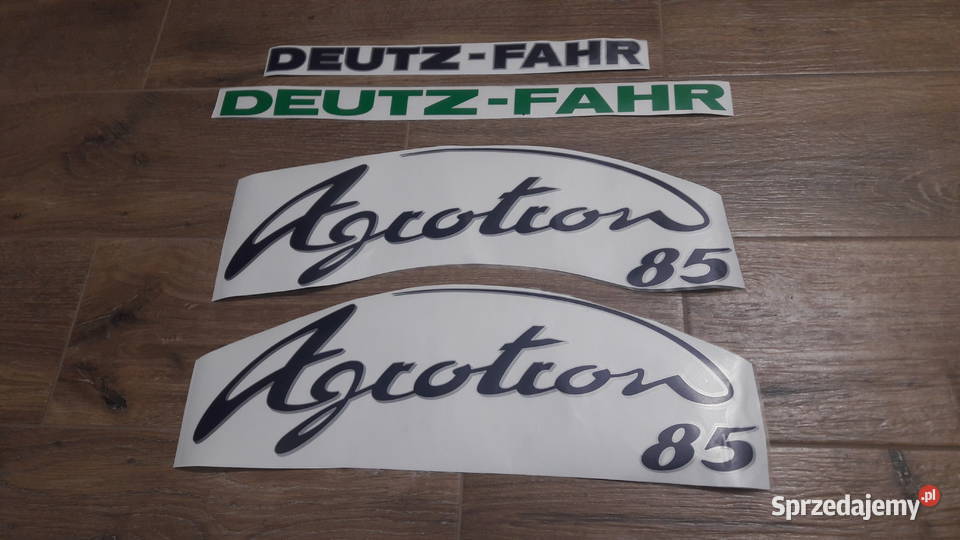 DEUTZ-FAHR
DEUTZ-FAHR
Agrotron
85
Agrotron
85
Sprzedajemy.pl